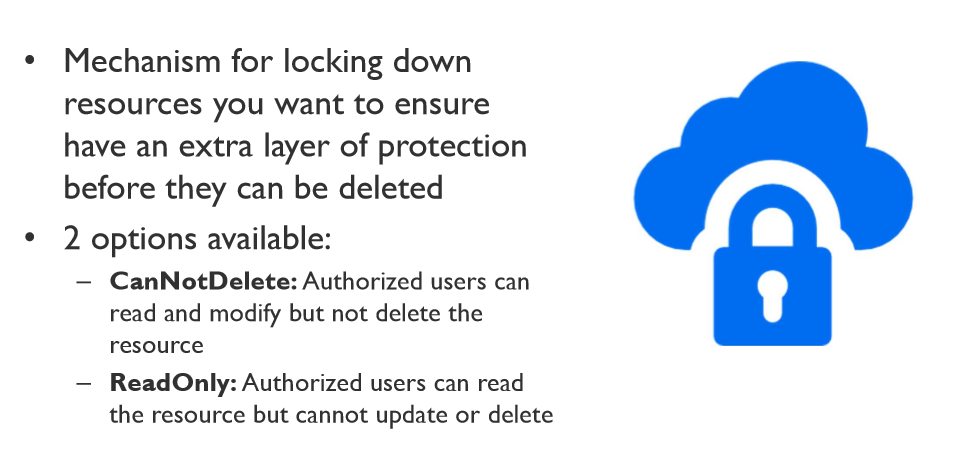 • Mechanism for locking down
resources you want to ensure
have an extra layer of protection
before they can be deleted
• 2 options available:
– CanNotDelete: Authorized users can
read and modify but not delete the
resource
– ReadOnly: Authorized users can read
the resource but cannot update or delete